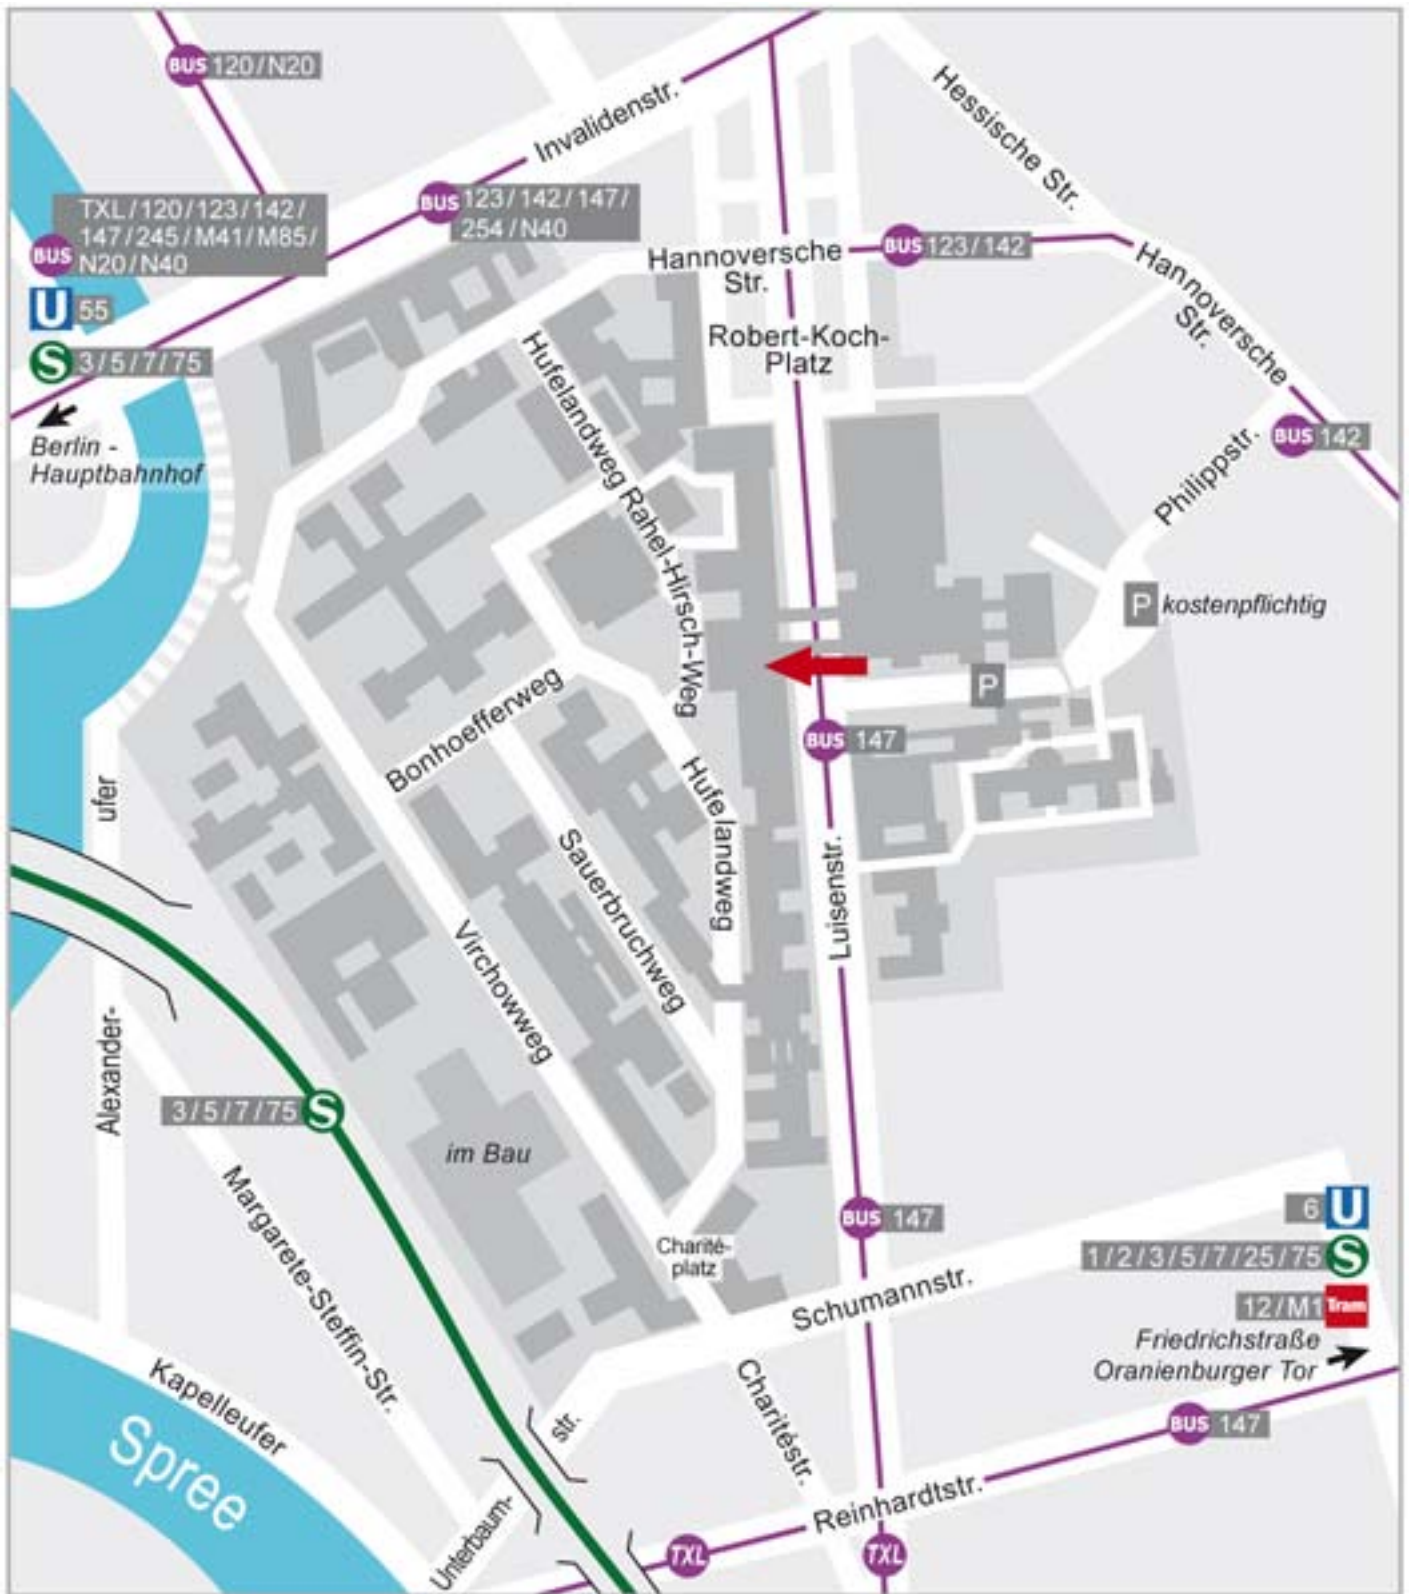 BUS 120/N20
Invalidenstr.
Hessische Str.
TXL/120/123/142/
147/245/M41/M85/
N20/N40
BUS
BUS
123/142/147/
254/N40
U 55
S 3/5/7/75
Berlin -
Hauptbahnhof
Hannoversche
Str.
BUS 123/142
Hannoversche
Str.
Robert-Koch-
Platz
Hufelandweg
BUS 142
Philippstr.
Rahel-Hirsch-Weg
P kostenpflichtig
P
Bonhoefferweg
BUS 147
Hufelandweg
ufer
Sauerbruchweg
Luisenstr.
Virchowweg
Alexander-
3/5/7/75 S
im Bau
Margarete-Steffin-Str.
BUS 147
6 U
1/2/3/5/7/25/75 S
12/M1 Tram
Friedrichstraße
Oranienburger Tor
Charité-
platz
Schumannstr.
Kapelleufer
Spree
str.
Charitéstr.
BUS 147
Reinhardtstr.
Unterbaum-
TXL
TXL